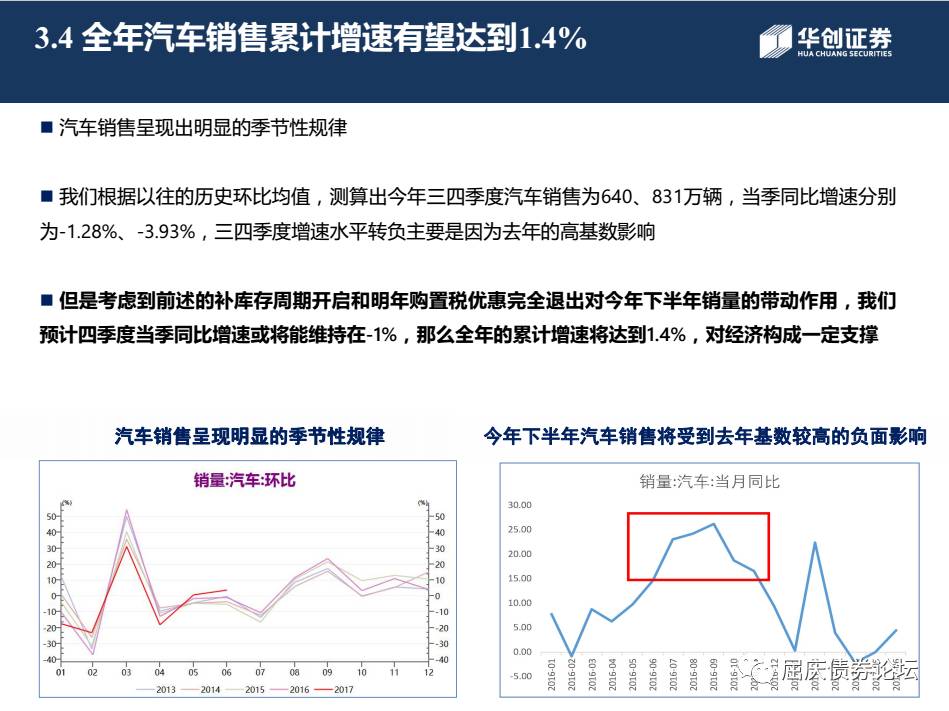 3.4 全年汽车销售累计增速有望达到1.4%
华创证券
HUA CHUANG SECURITIES
■ 汽车销售呈现出明显的季节性规律
■ 我们根据以往的历史环比均值，测算出今年三四季度汽车销售为640、831万辆，当季同比增速分别
为-1.28%、-3.93%，三四季度增速水平转负主要是因为去年的高基数影响
■ 但是考虑到前述的补库存周期开启和明年购置税优惠完全退出对今年下半年销量的带动作用，我们
预计四季度当季同比增速或将能维持在-1%，那么全年的累计增速将达到1.4%，对经济构成一定支撑
汽车销售呈现明显的季节性规律
销量:汽车:环比
(%) (%)
50 50
40 40
30 30
20 20
10 10
0 0
-10 -10
-20 -20
-30 -30
-40 -40
01 02 03 04 05 06 07 08 09 10 11 12
2013 2014 2015 2016 2017
今年下半年汽车销售将受到去年基数较高的负面影响
销量:汽车:当月同比
30.00
25.00
20.00
15.00
10.00
5.00
0.00
-5.00
2016-01 2016-02 2016-03 2016-04 2016-05 2016-06 2016-07 2016-08 2016-09 2016-10
屈庆债券论坛